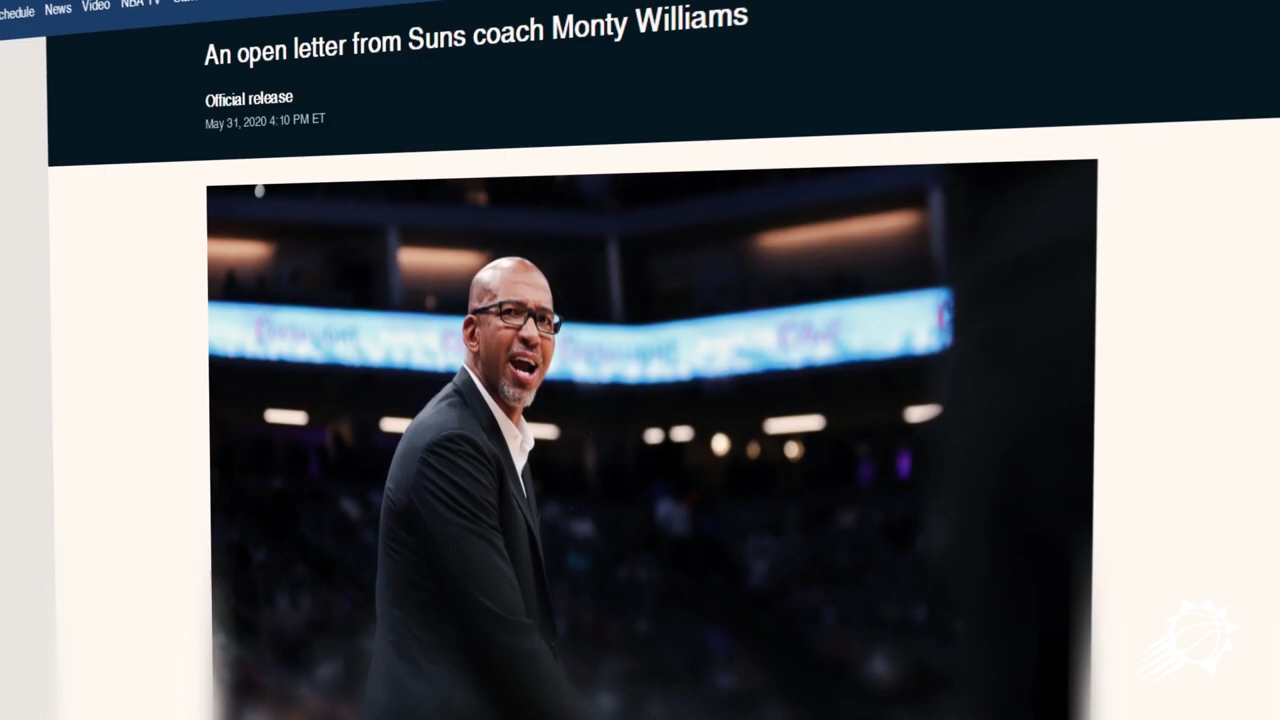 chedule News Video NBA TV
An open letter from Suns coach Monty Williams
Official release
May 31, 2020 4:10 PM ET